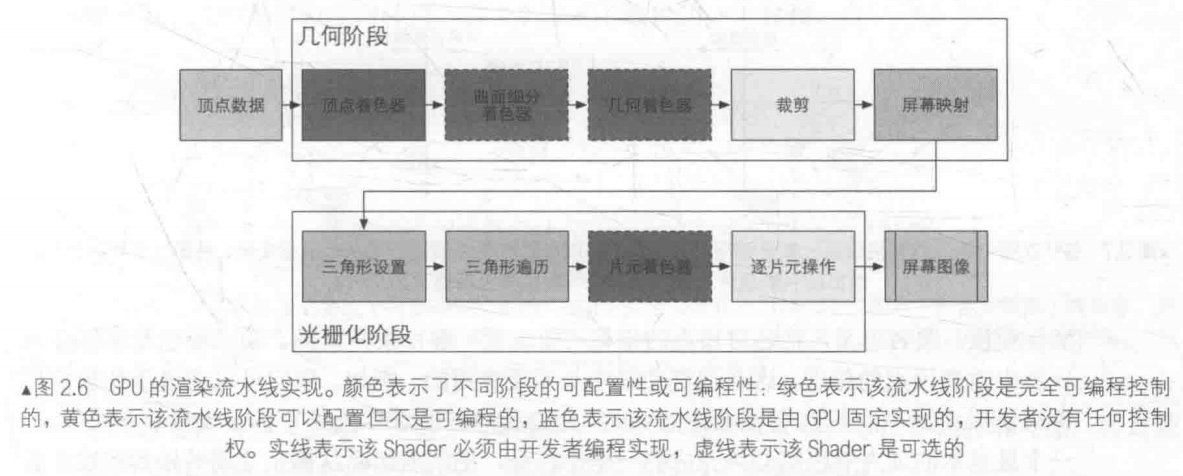 几何阶段
顶点数据
顶点着色器
曲面细分
着色器
几何着色器
裁剪
屏幕映射
三角形设置
三角形遍历
片元着色器
逐片元操作
屏幕图像
光栅化阶段
▲图 2.6 GPU 的渲染流水线实现。颜色表示了不同阶段的可配置性或可编程性：绿色表示该流水线阶段是完全可编程控制
的，黄色表示该流水线阶段可以配置但不是可编程的，蓝色表示该流水线阶段是由 GPU 固定实现的，开发者没有任何控制
权。实线表示该 Shader 必须由开发者编程实现，虚线表示该 Shader 是可选的